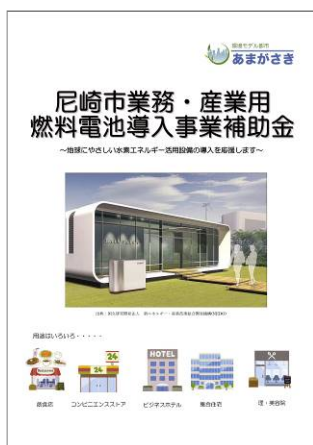 環境モデル都市
あまがさき
尼崎市業務・産業用
燃料電池導入事業補助金
～地球にやさしい水素エネルギー活用設備の導入を応援します～
用途はいろいろ・・・・・
HOTEL
24
24
飲食店
コンビニエンスストア
ビジネスホテル
集合住宅
理・美容院